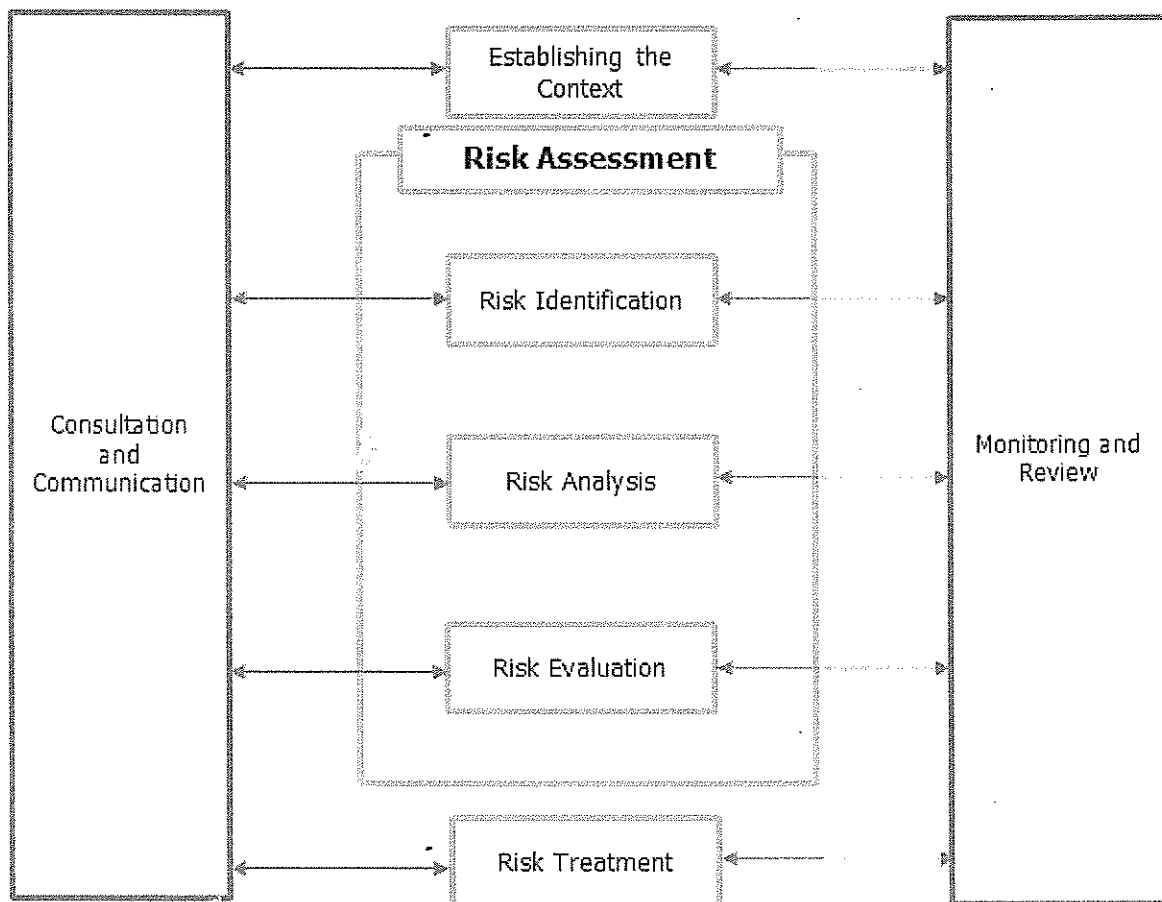 Establishing the
Context
Risk Assessment
Risk Identification
Consultation
and
Communication
Risk Analysis
Monitoring and
Review
Risk Evaluation
Risk Treatment